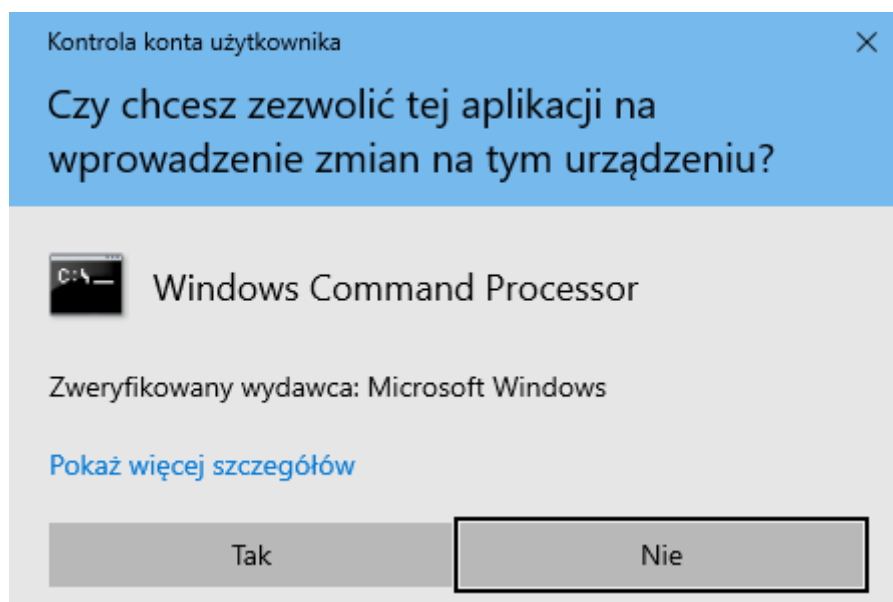 Kontrola konta użytkownika
Czy chcesz zezwolić tej aplikacji na
wprowadzenie zmian na tym urządzeniu?
C:\_
Windows Command Processor
Zweryfikowany wydawca: Microsoft Windows
Pokaż więcej szczegółów
Tak
Nie